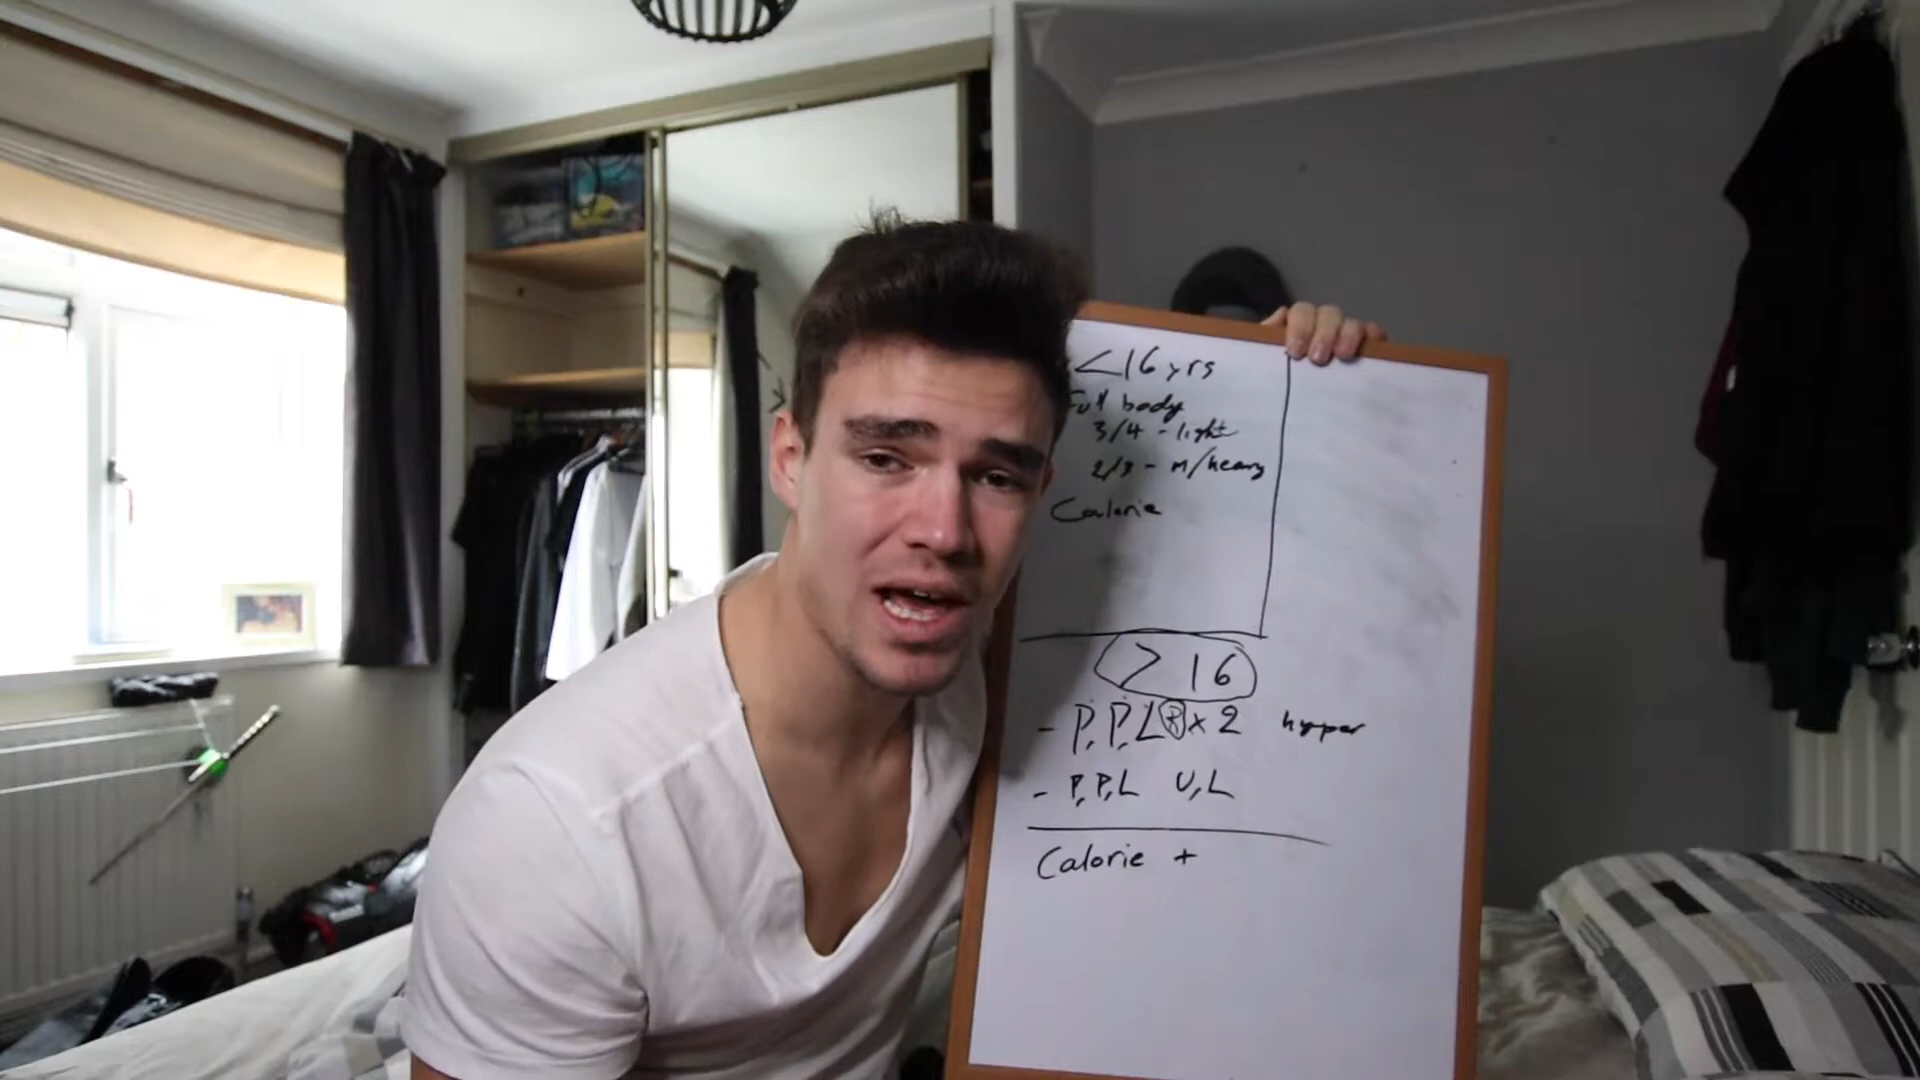 <16 yrs
Full body
3/4 - light
2/3 - m/heavy
Calorie
> 16
- P, P, L R x 2 hyper
- P, P, L U, L
Calorie +